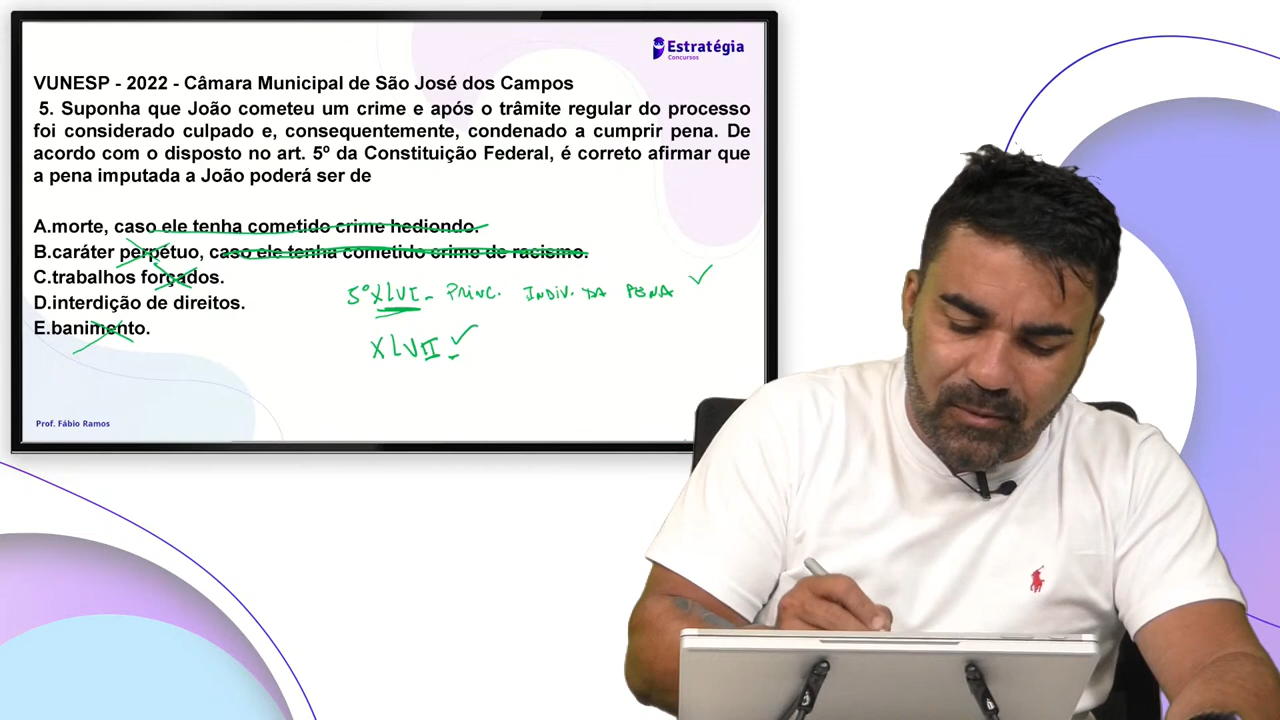 Estratégia
Concursos
VUNESP - 2022 - Câmara Municipal de São José dos Campos
5. Suponha que João cometeu um crime e após o trâmite regular do processo
foi considerado culpado e, consequentemente, condenado a cumprir pena. De
acordo com o disposto no art. 5º da Constituição Federal, é correto afirmar que
a pena imputada a João poderá ser de
A.morte, caso ele tenha cometido crime hediondo.
B.caráter perpétuo, caso ele tenha cometido crime de racismo.
C.trabalhos forçados.
D.interdição de direitos.
E.banimento.
5º XLVI - PRINC. INDIV. DA PENA
XLVII
Prof. Fábio Ramos